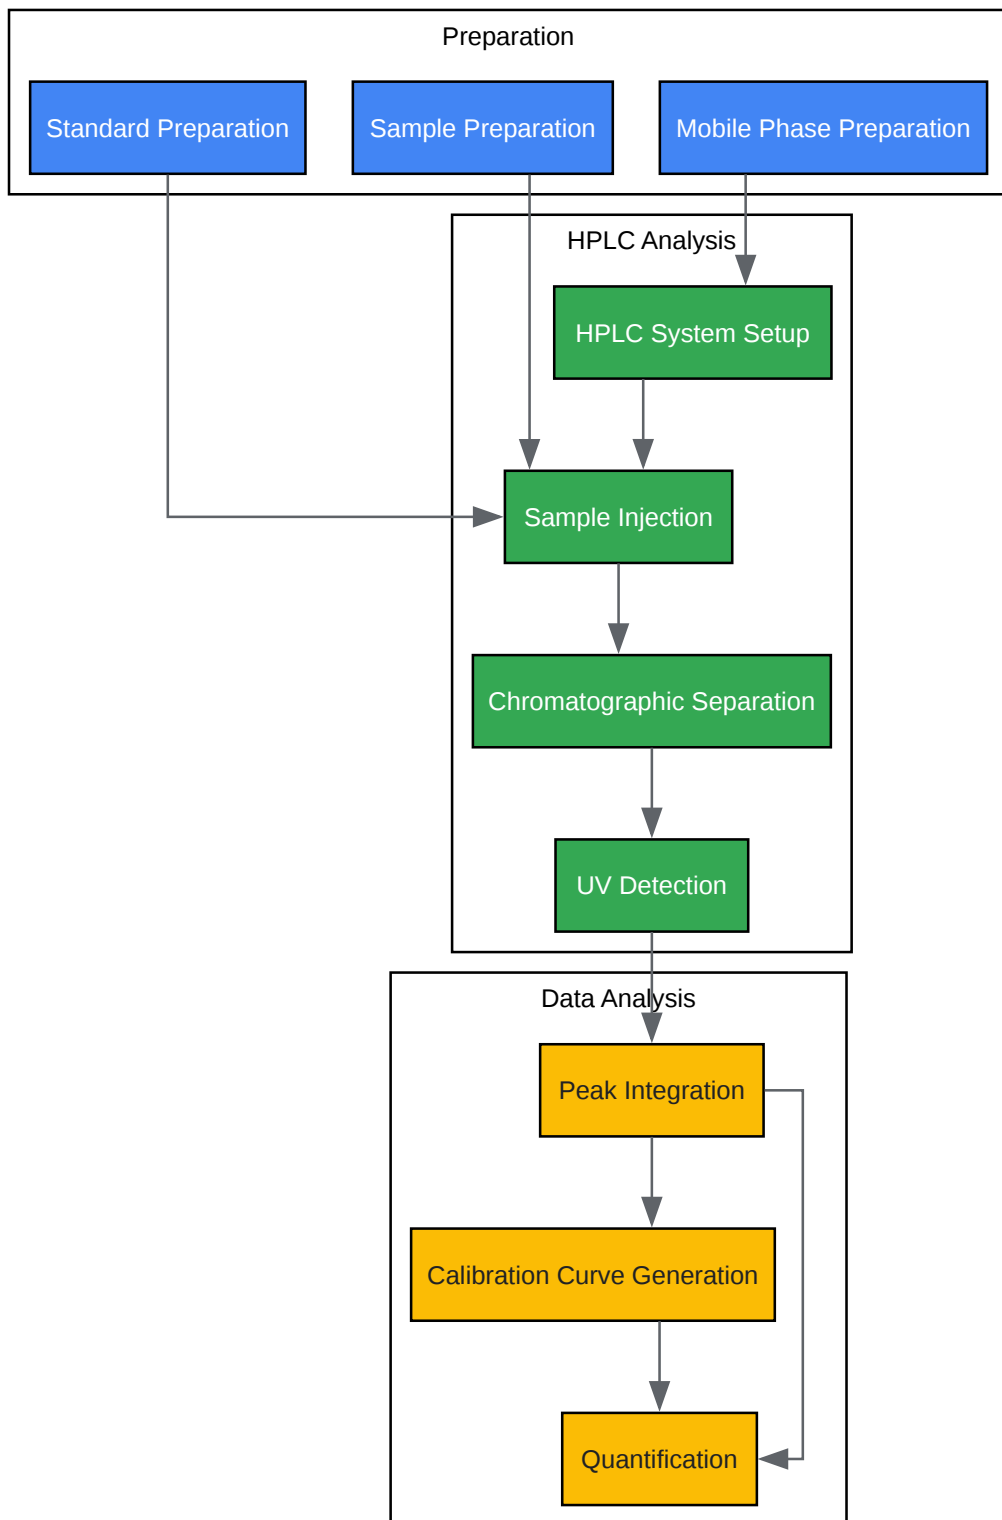 Preparation
Standard Preparation
Sample Preparation
Mobile Phase Preparation
HPLC Analysis
HPLC System Setup
Sample Injection
Chromatographic Separation
UV Detection
Data Analysis
Peak Integration
Calibration Curve Generation
Quantification